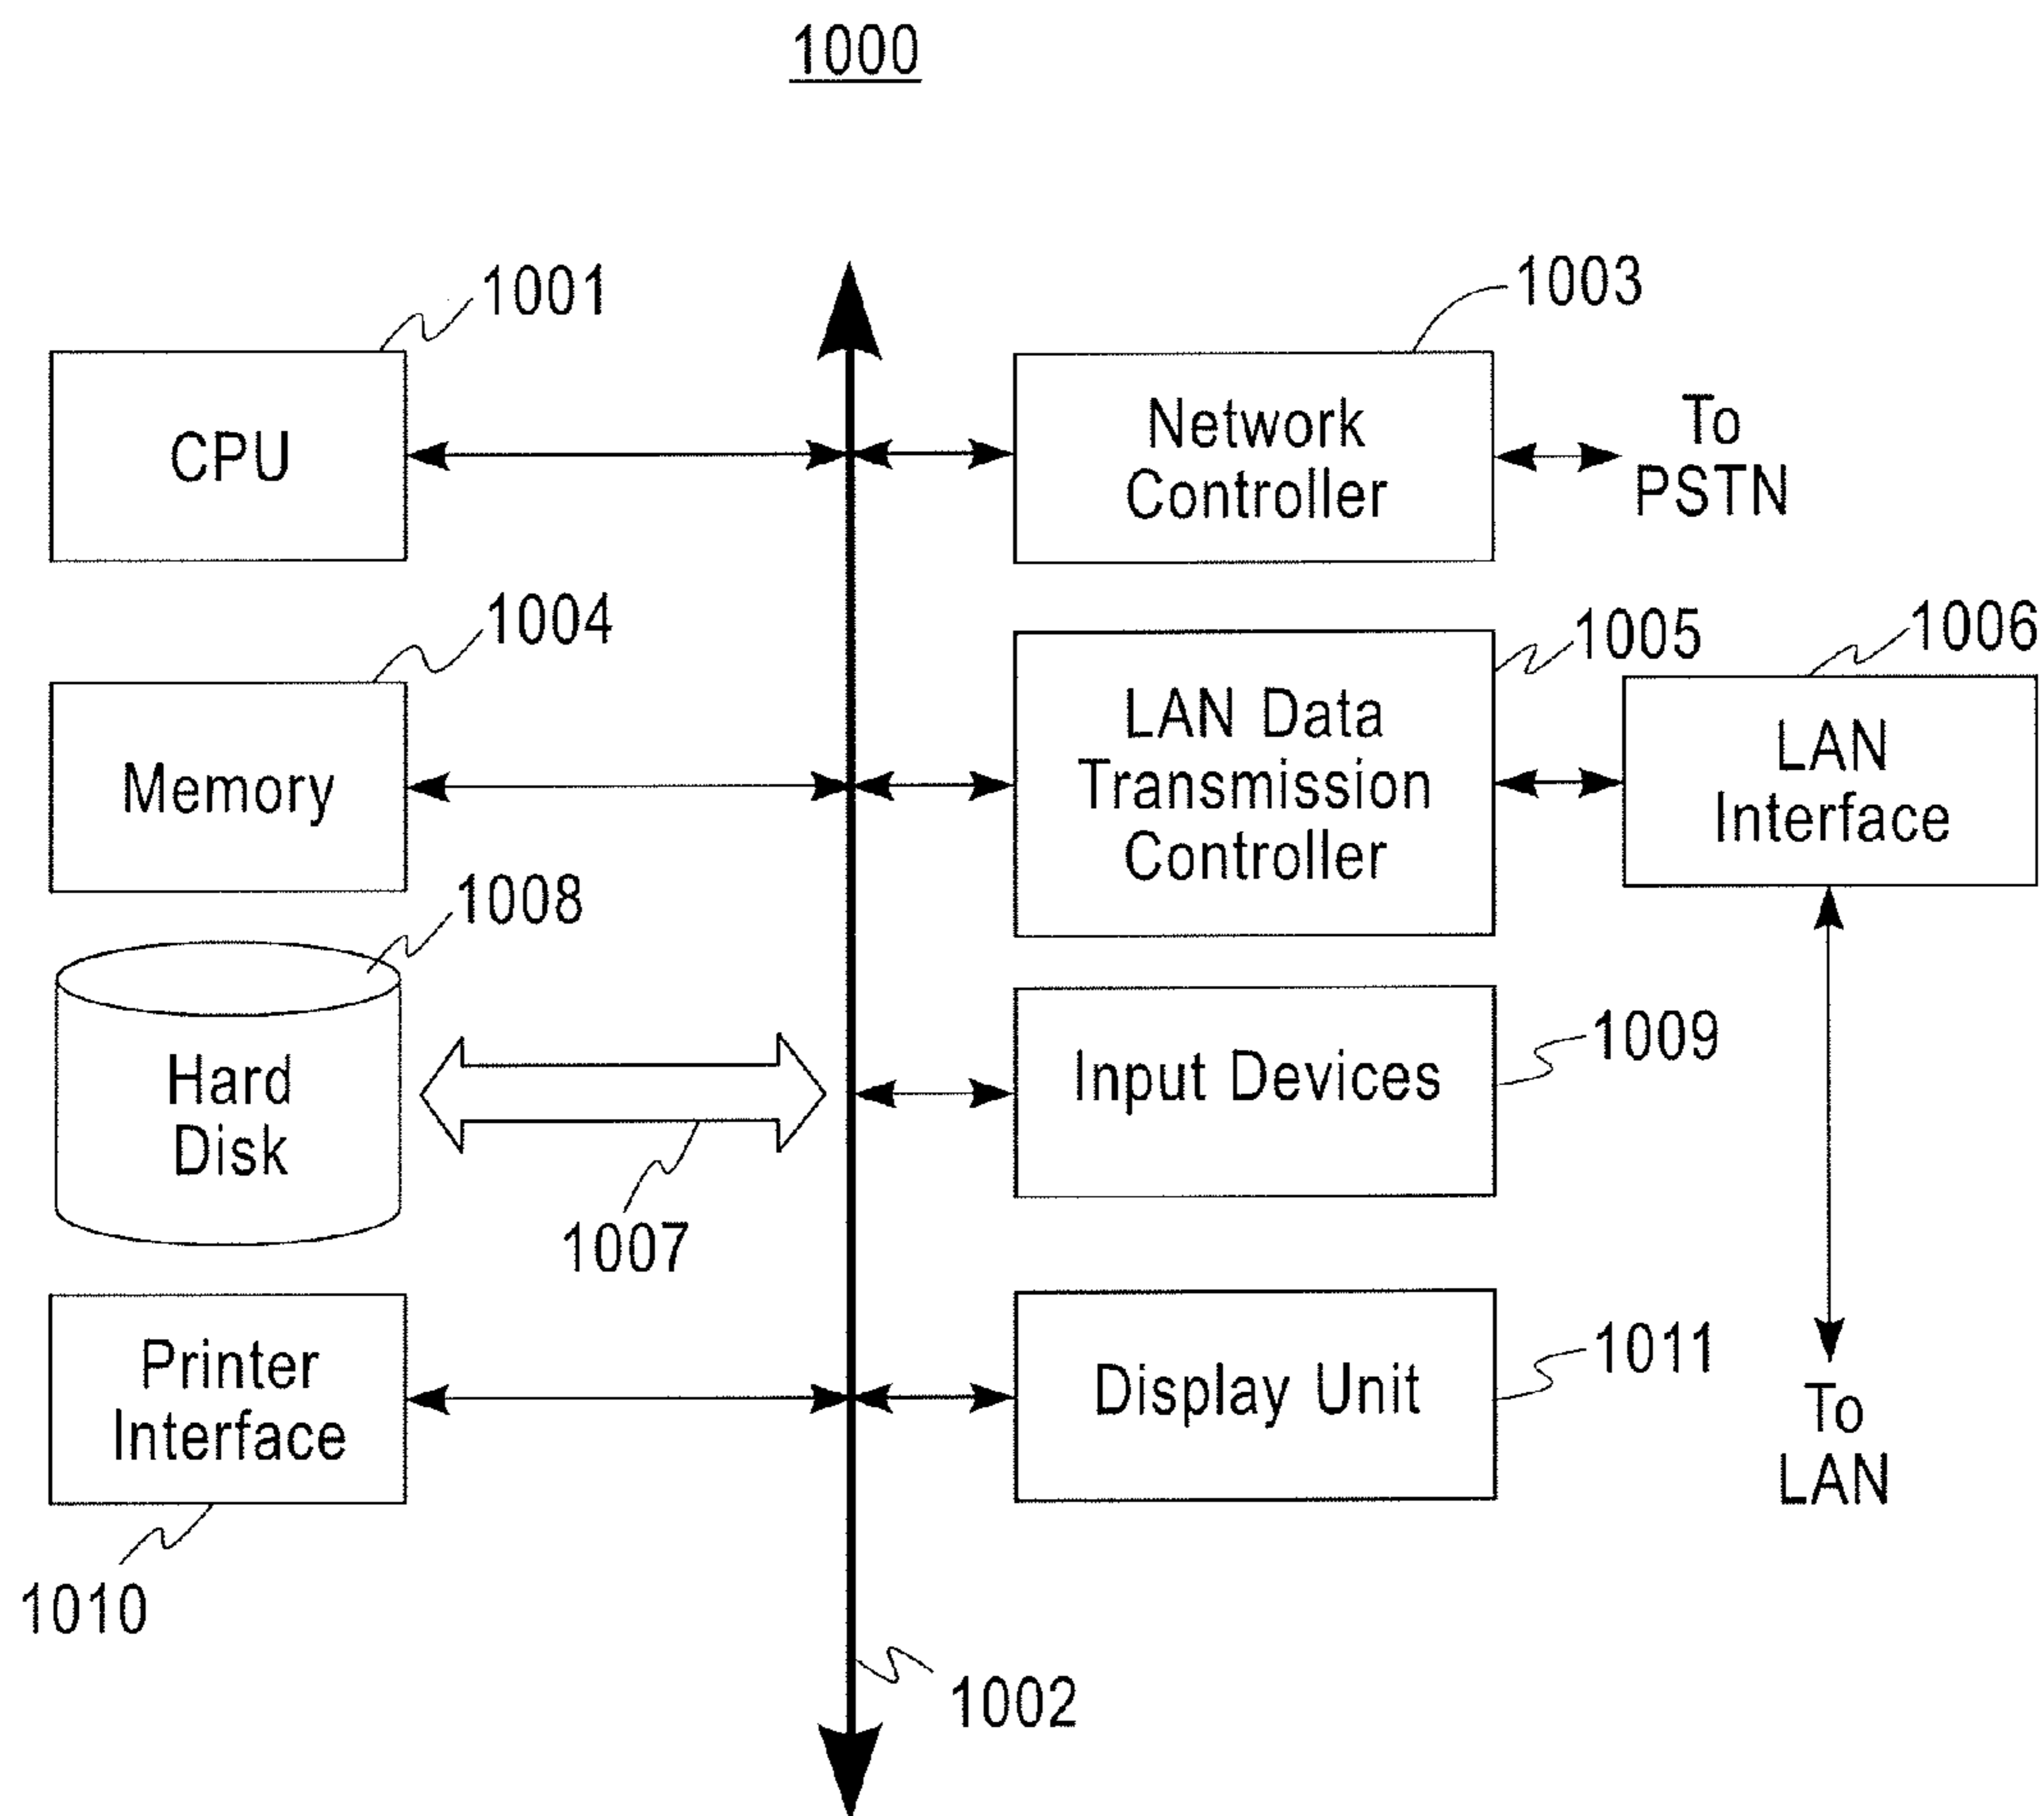 1000
1001
1003
CPU
Network
Controller
To
PSTN
1004
1005
1006
Memory
LAN Data
Transmission
Controller
LAN
Interface
1008
Hard
Disk
1007
Input Devices
1009
Printer
Interface
1010
Display Unit
1011
To
LAN
1002